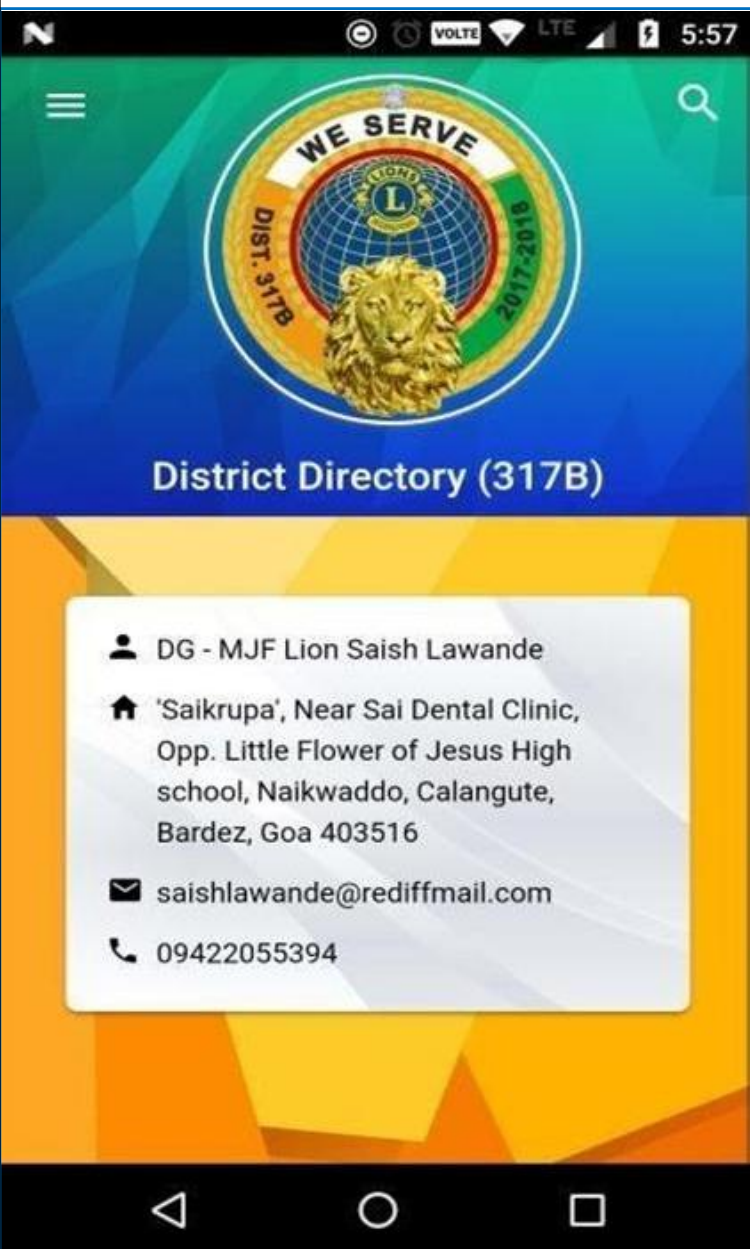 VOLTE LTE 5:57
WE SERVE
LIONS
L
DIST. 317B
2017-2018
District Directory (317B)
DG - MJF Lion Saish Lawande
'Saikrupa', Near Sai Dental Clinic,
Opp. Little Flower of Jesus High
school, Naikwaddo, Calangute,
Bardez, Goa 403516
saishlawande@rediffmail.com
09422055394